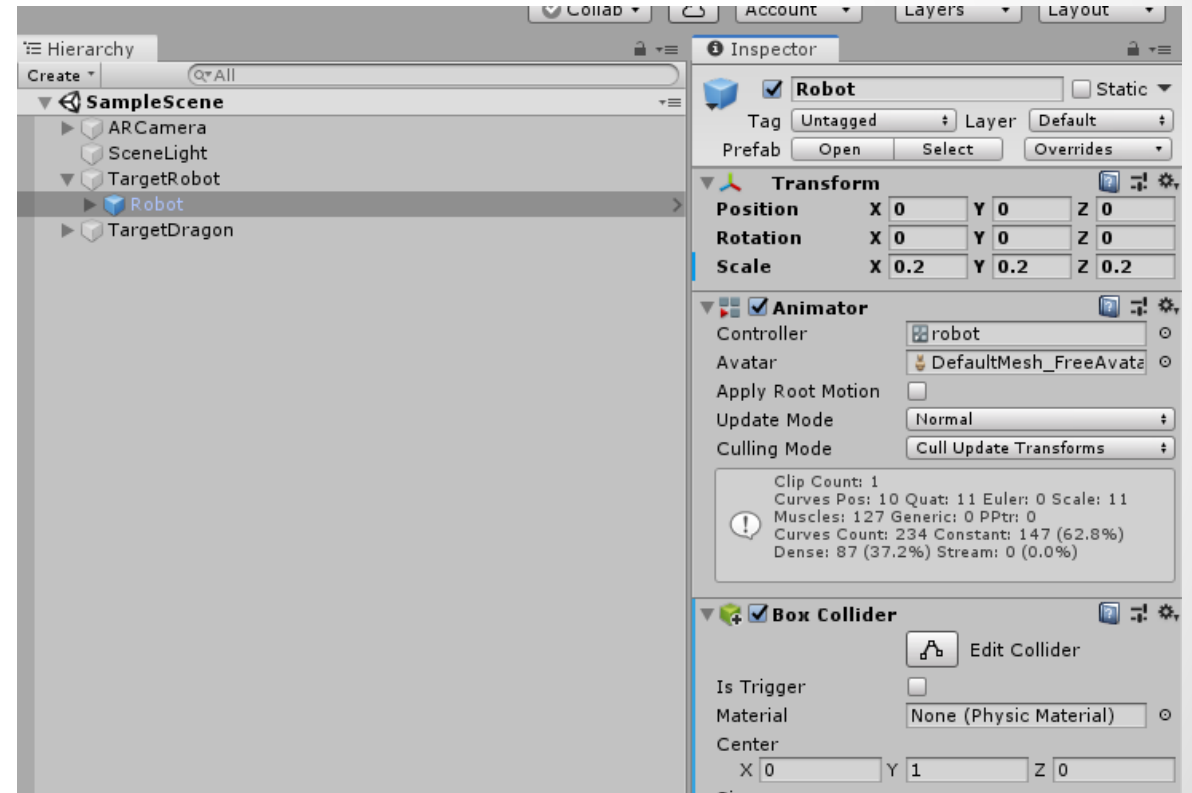 Collab Account Layers Layout
Hierarchy
Create All
SampleScene
ARCamera
SceneLight
TargetRobot
Robot
TargetDragon
Inspector
Robot Static
Tag Untagged Layer Default
Prefab Open Select Overrides
Transform
Position X 0 Y 0 Z 0
Rotation X 0 Y 0 Z 0
Scale X 0.2 Y 0.2 Z 0.2
Animator
Controller robot
Avatar DefaultMesh_FreeAvata
Apply Root Motion
Update Mode Normal
Culling Mode Cull Update Transforms
Clip Count: 1
Curves Pos: 10 Quat: 11 Euler: 0 Scale: 11
Muscles: 127 Generic: 0 PPtr: 0
Curves Count: 234 Constant: 147 (62.8%)
Dense: 87 (37.2%) Stream: 0 (0.0%)
Box Collider
Edit Collider
Is Trigger
Material None (Physic Material)
Center
X 0 Y 1 Z 0